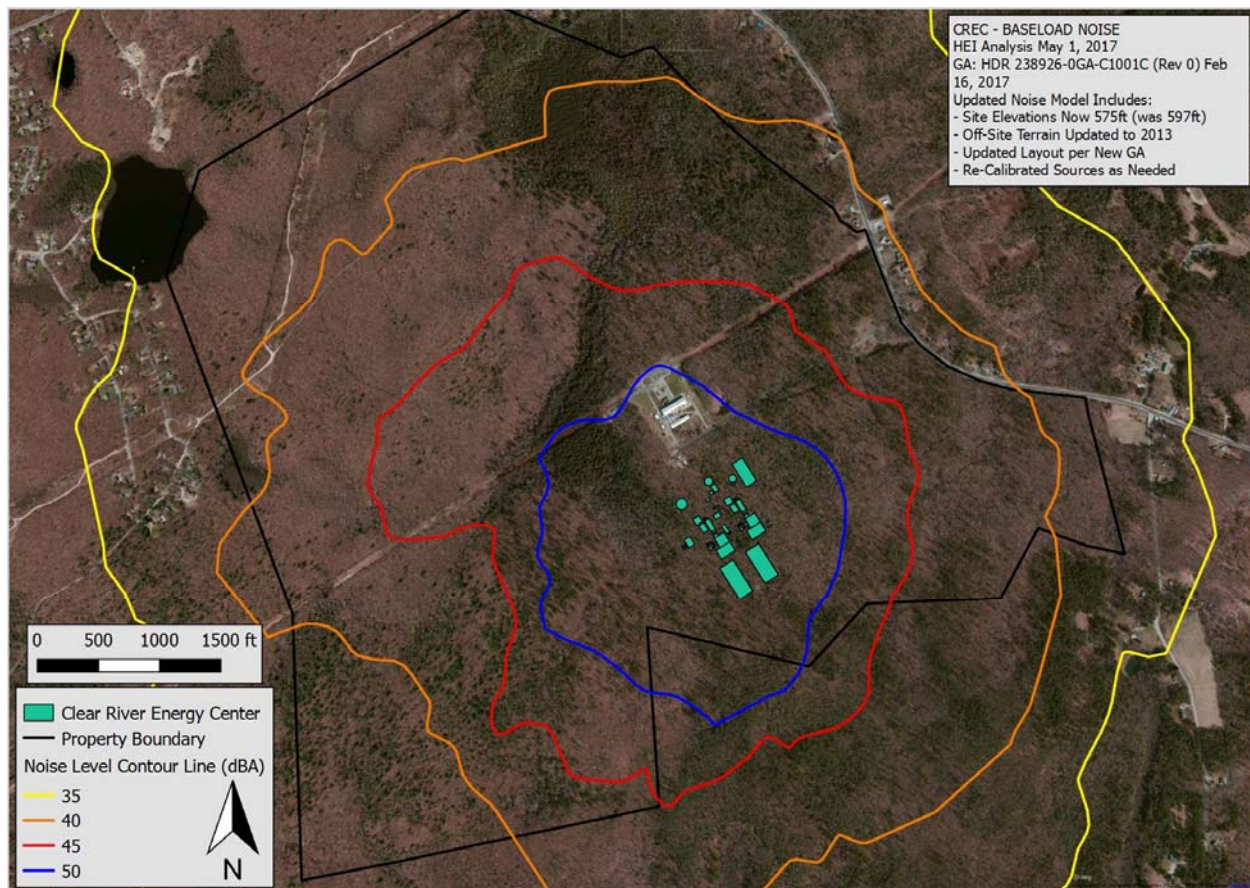 CREC - BASELOAD NOISE
HEI Analysis May 1, 2017
GA: HDR 238926-0GA-C1001C (Rev 0) Feb
16, 2017
Updated Noise Model Includes:
- Site Elevations Now 575ft (was 597ft)
- Off-Site Terrain Updated to 2013
- Updated Layout per New GA
- Re-Calibrated Sources as Needed
0 500 1000 1500 ft
Clear River Energy Center
Property Boundary
Noise Level Contour Line (dBA)
35
40
45
50
N